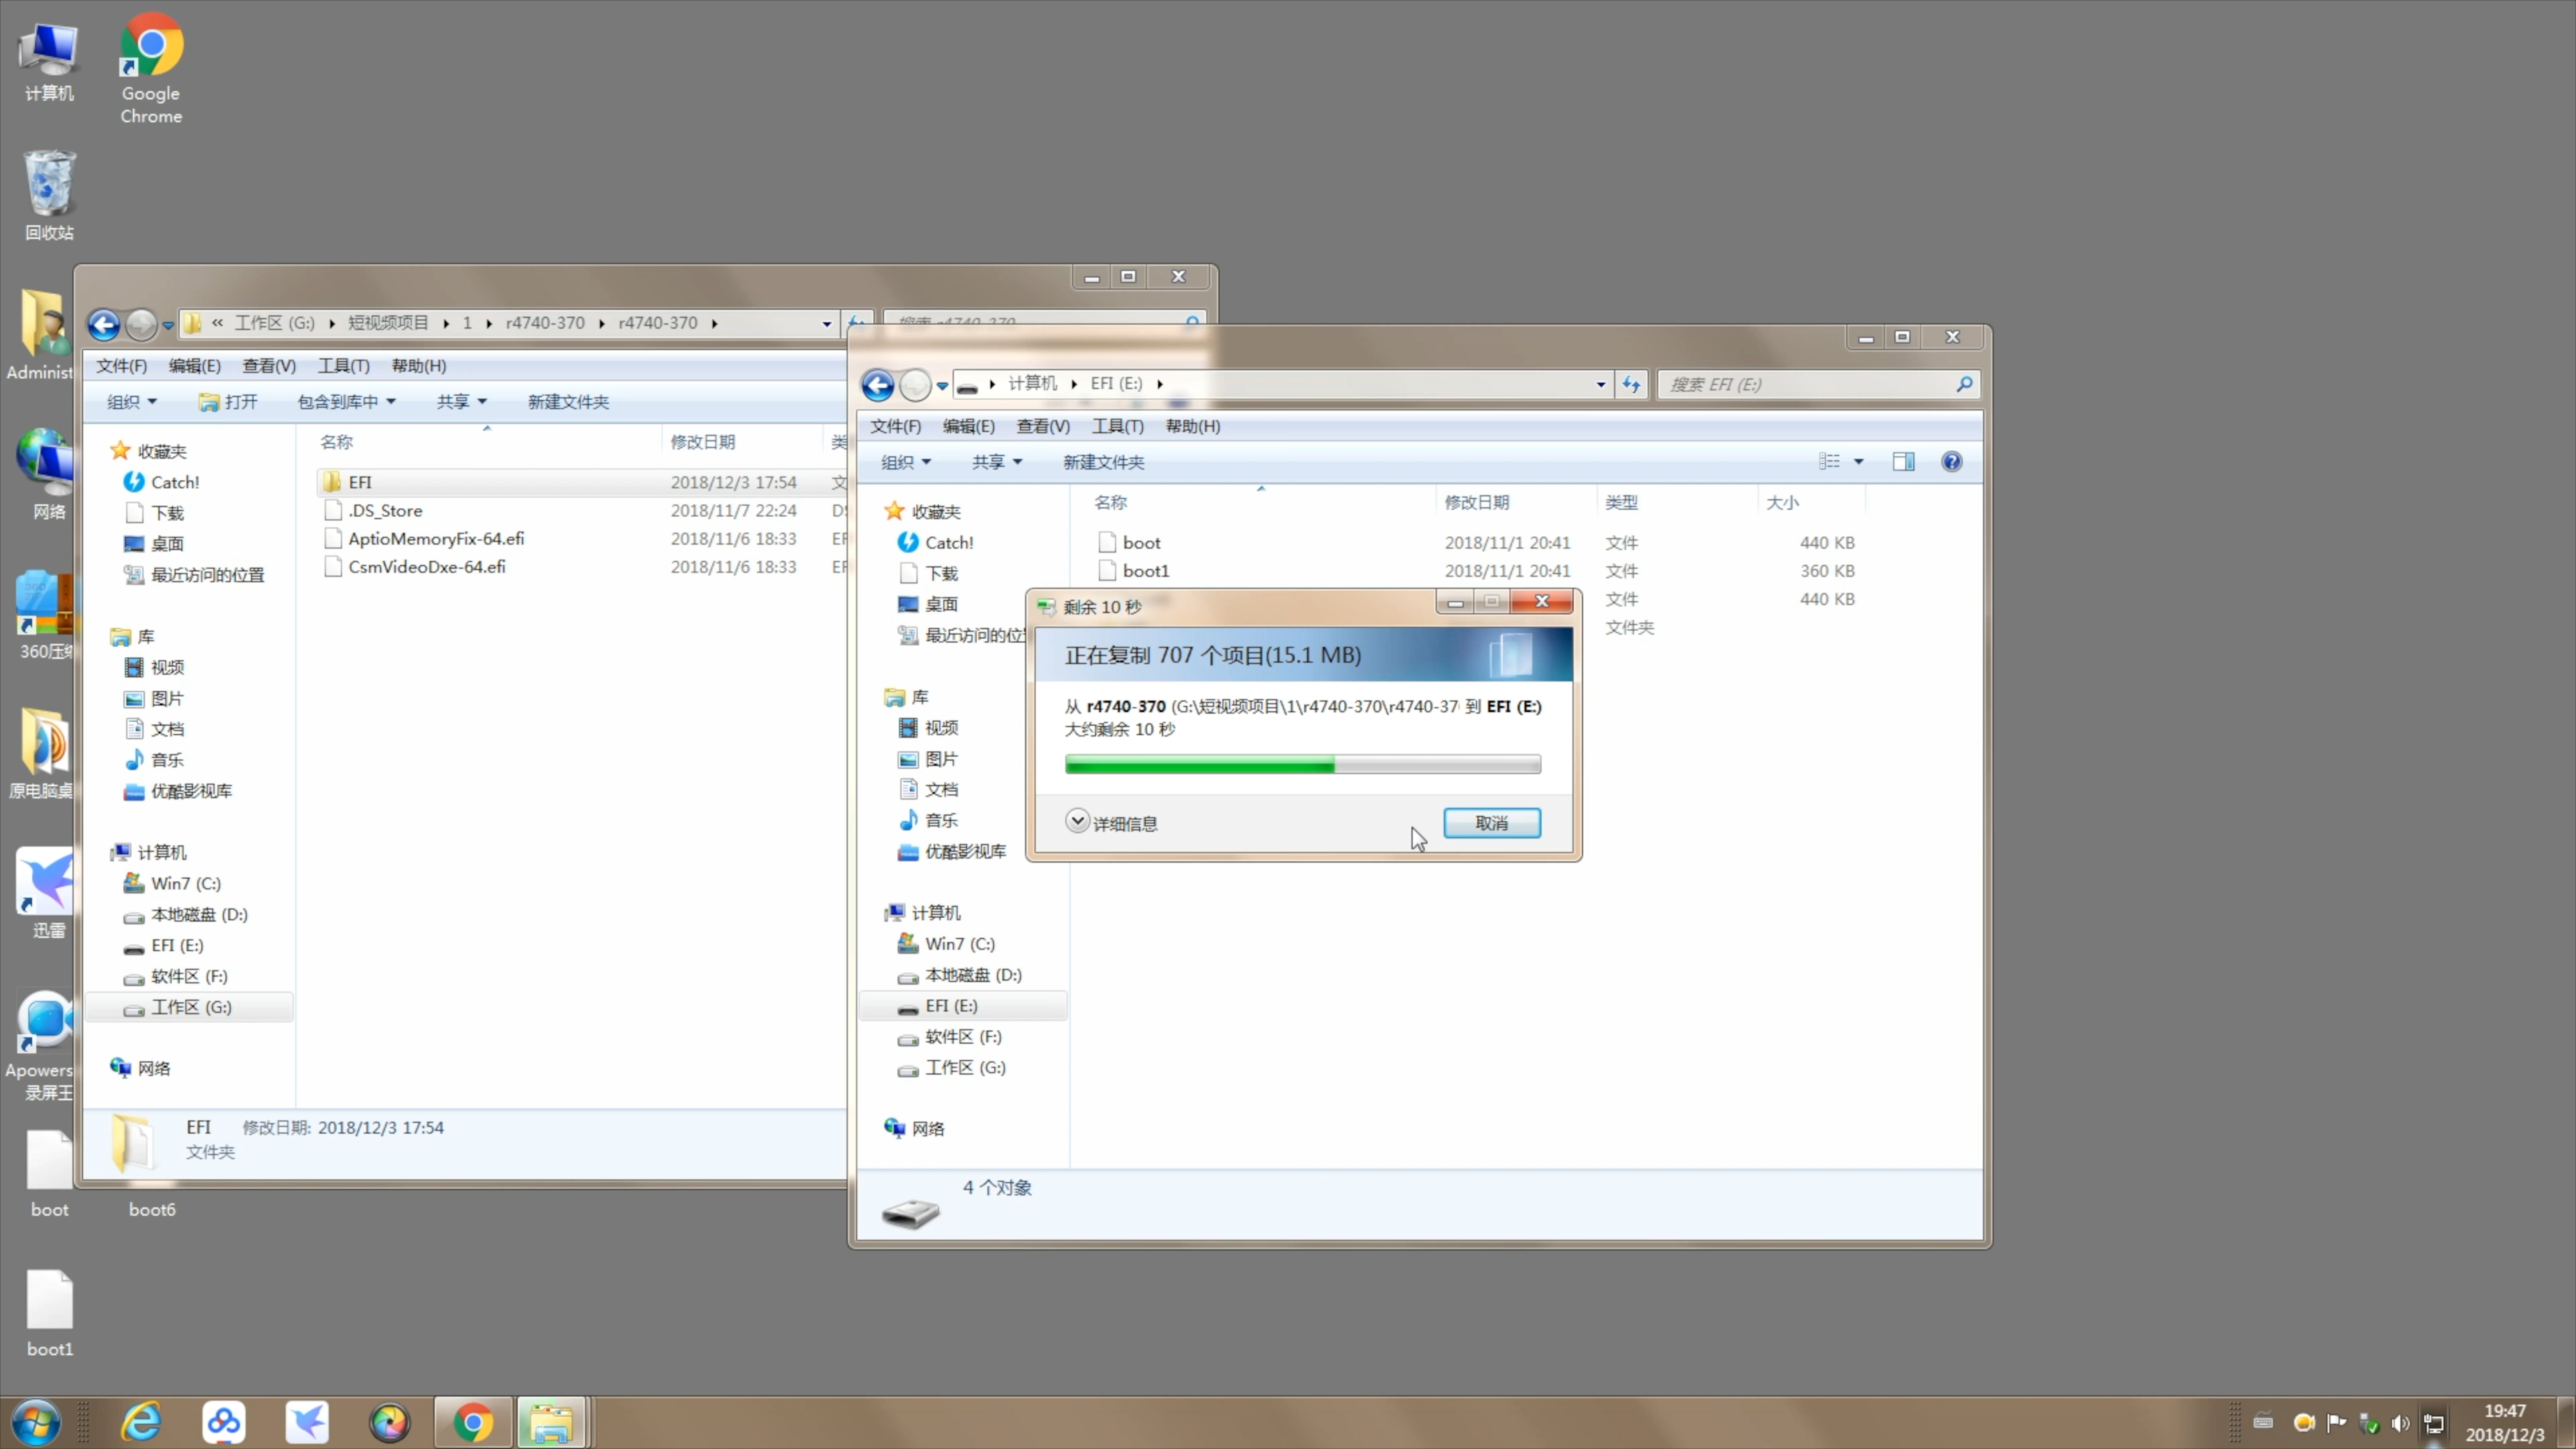 计算机
Google
Chrome
回收站
Administ
网络
360压缩
原电脑桌
迅雷
Apowers
录屏王
boot
boot6
boot1
« 工作区 (G:) 短视频项目 1 r4740-370 r4740-370
搜索 r4740-370
文件(F) 编辑(E) 查看(V) 工具(T) 帮助(H)
组织 打开 包含到库中 共享 新建文件夹
收藏夹
Catch!
下载
桌面
最近访问的位置
库
视频
图片
文档
音乐
优酷影视库
计算机
Win7 (C:)
本地磁盘 (D:)
EFI (E:)
软件区 (F:)
工作区 (G:)
网络
名称 修改日期 类
EFI 2018/12/3 17:54 文
.DS_Store 2018/11/7 22:24 DS
AptioMemoryFix-64.efi 2018/11/6 18:33 EF
CsmVideoDxe-64.efi 2018/11/6 18:33 EF
EFI 修改日期: 2018/12/3 17:54
文件夹
计算机 EFI (E:)
搜索 EFI (E:)
文件(F) 编辑(E) 查看(V) 工具(T) 帮助(H)
组织 共享 新建文件夹
收藏夹
Catch!
下载
桌面
最近访问的位
库
视频
图片
文档
音乐
优酷影视库
计算机
Win7 (C:)
本地磁盘 (D:)
EFI (E:)
软件区 (F:)
工作区 (G:)
网络
名称 修改日期 类型 大小
boot 2018/11/1 20:41 文件 440 KB
boot1 2018/11/1 20:41 文件 360 KB
文件 440 KB
文件夹
4 个对象
剩余 10 秒
正在复制 707 个项目(15.1 MB)
从 r4740-370 (G:\短视频项目\1\r4740-370\r4740-37 到 EFI (E:)
大约剩余 10 秒
详细信息
取消
19:47
2018/12/3